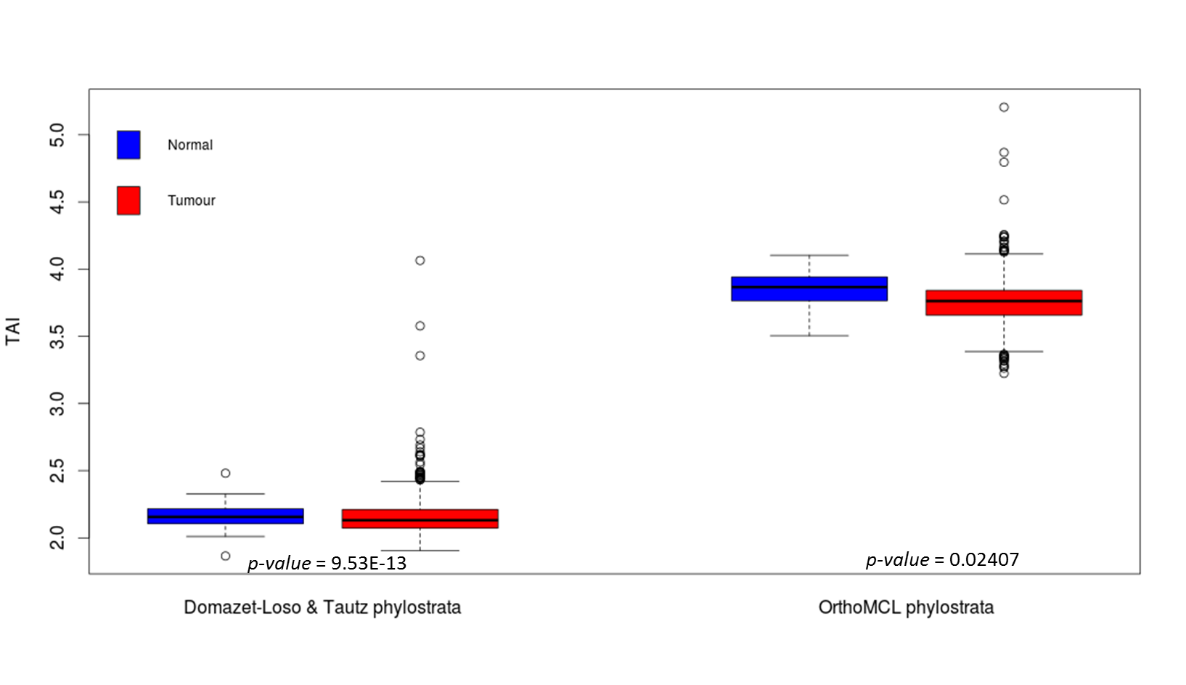 Normal
Tumour
TAI
5.0
4.5
4.0
3.5
3.0
2.5
2.0
p-value = 9.53E-13
p-value = 0.02407
Domazet-Loso & Tautz phylostrata
OrthoMCL phylostrata